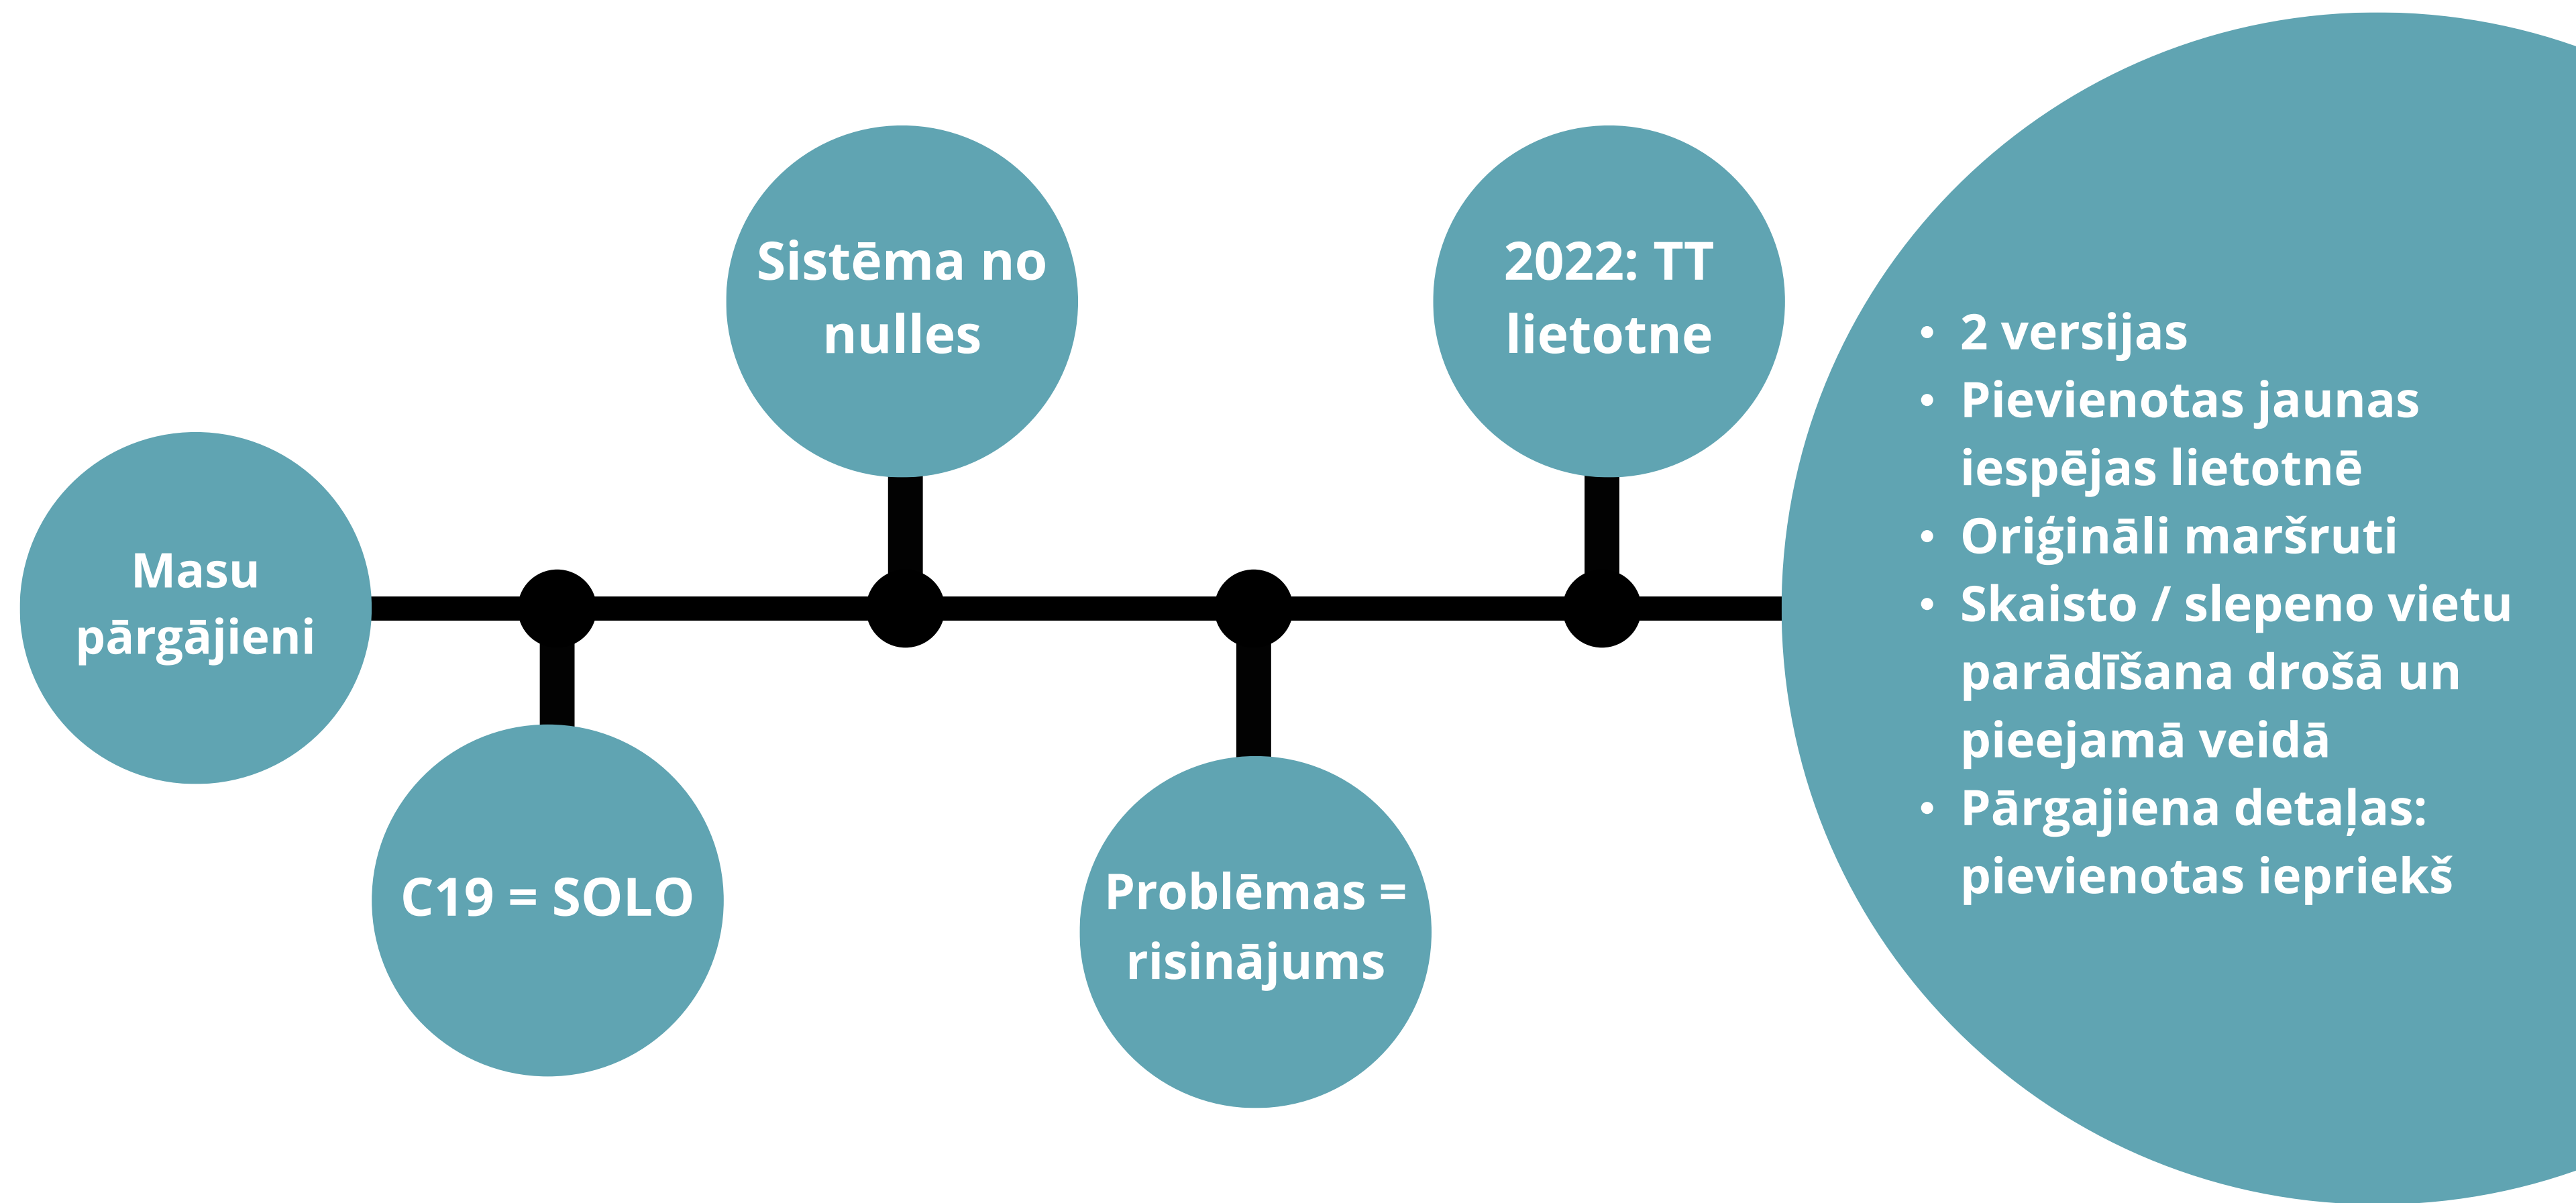 Masu
pārgājieni
C19 = SOLO
Sistēma no
nulles
Problēmas =
risinājums
2022: TT
lietotne
• 2 versijas
• Pievienotas jaunas
iespējas lietotnē
• Oriģināli maršruti
• Skaisto / slepeno vietu
parādīšana drošā un
pieejamā veidā
• Pārgajiena detaļas:
pievienotas iepriekš